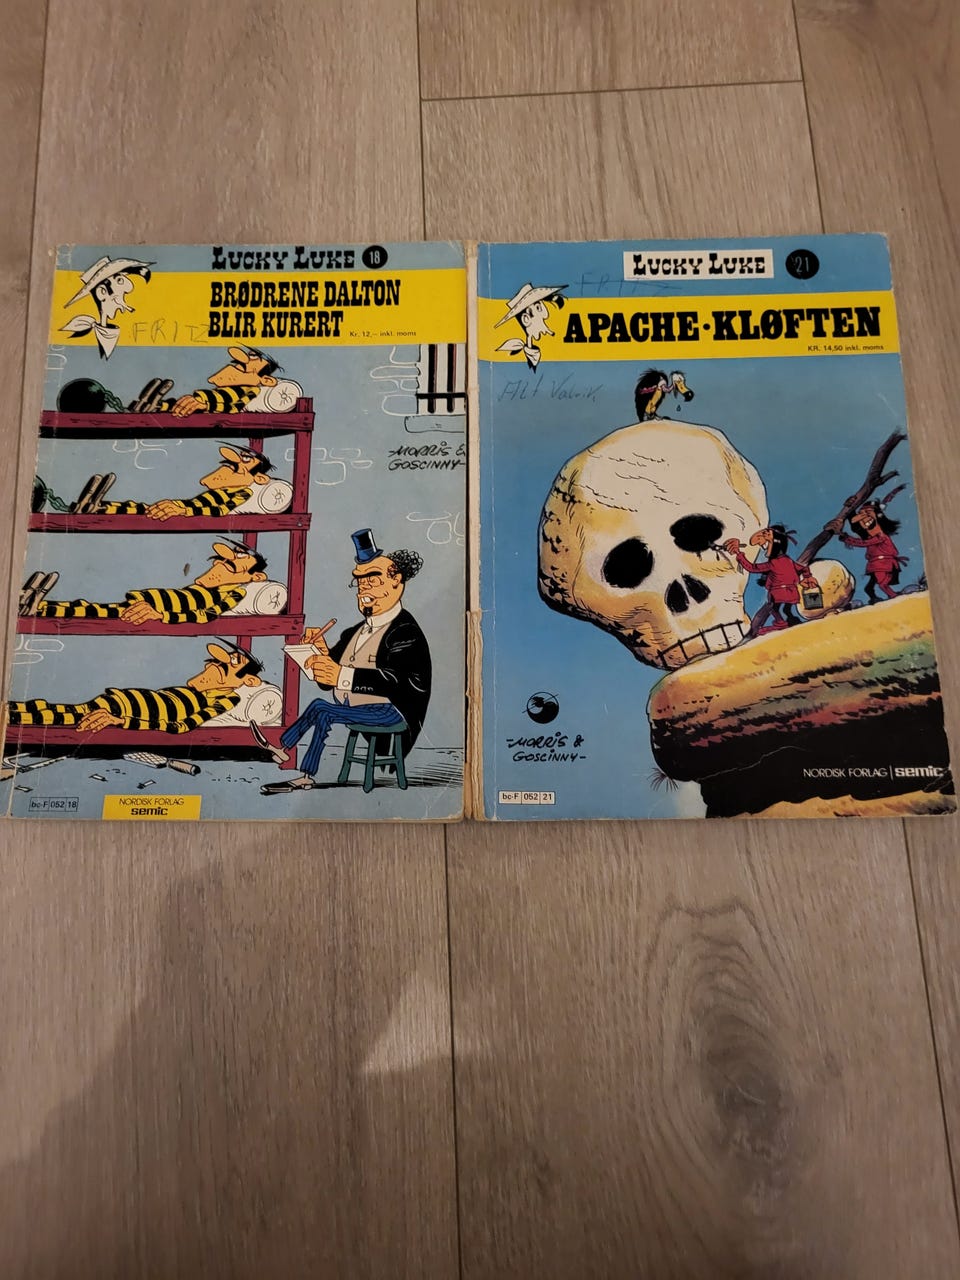 LUCKY LUKE 18
BRØDRENE DALTON
BLIR KURERT
Kr. 12,- inkl. moms
FRITZ
MORRIS &
GOSCINNY-
bc-F 052 18
NORDISK FORLAG
semic
LUCKY LUKE 21
FRITZ
APACHE·KLØFTEN
KR. 14,50 inkl. moms
-MORRIS &
GOSCINNY-
NORDISK FORLAG semic
bc-F 052 21